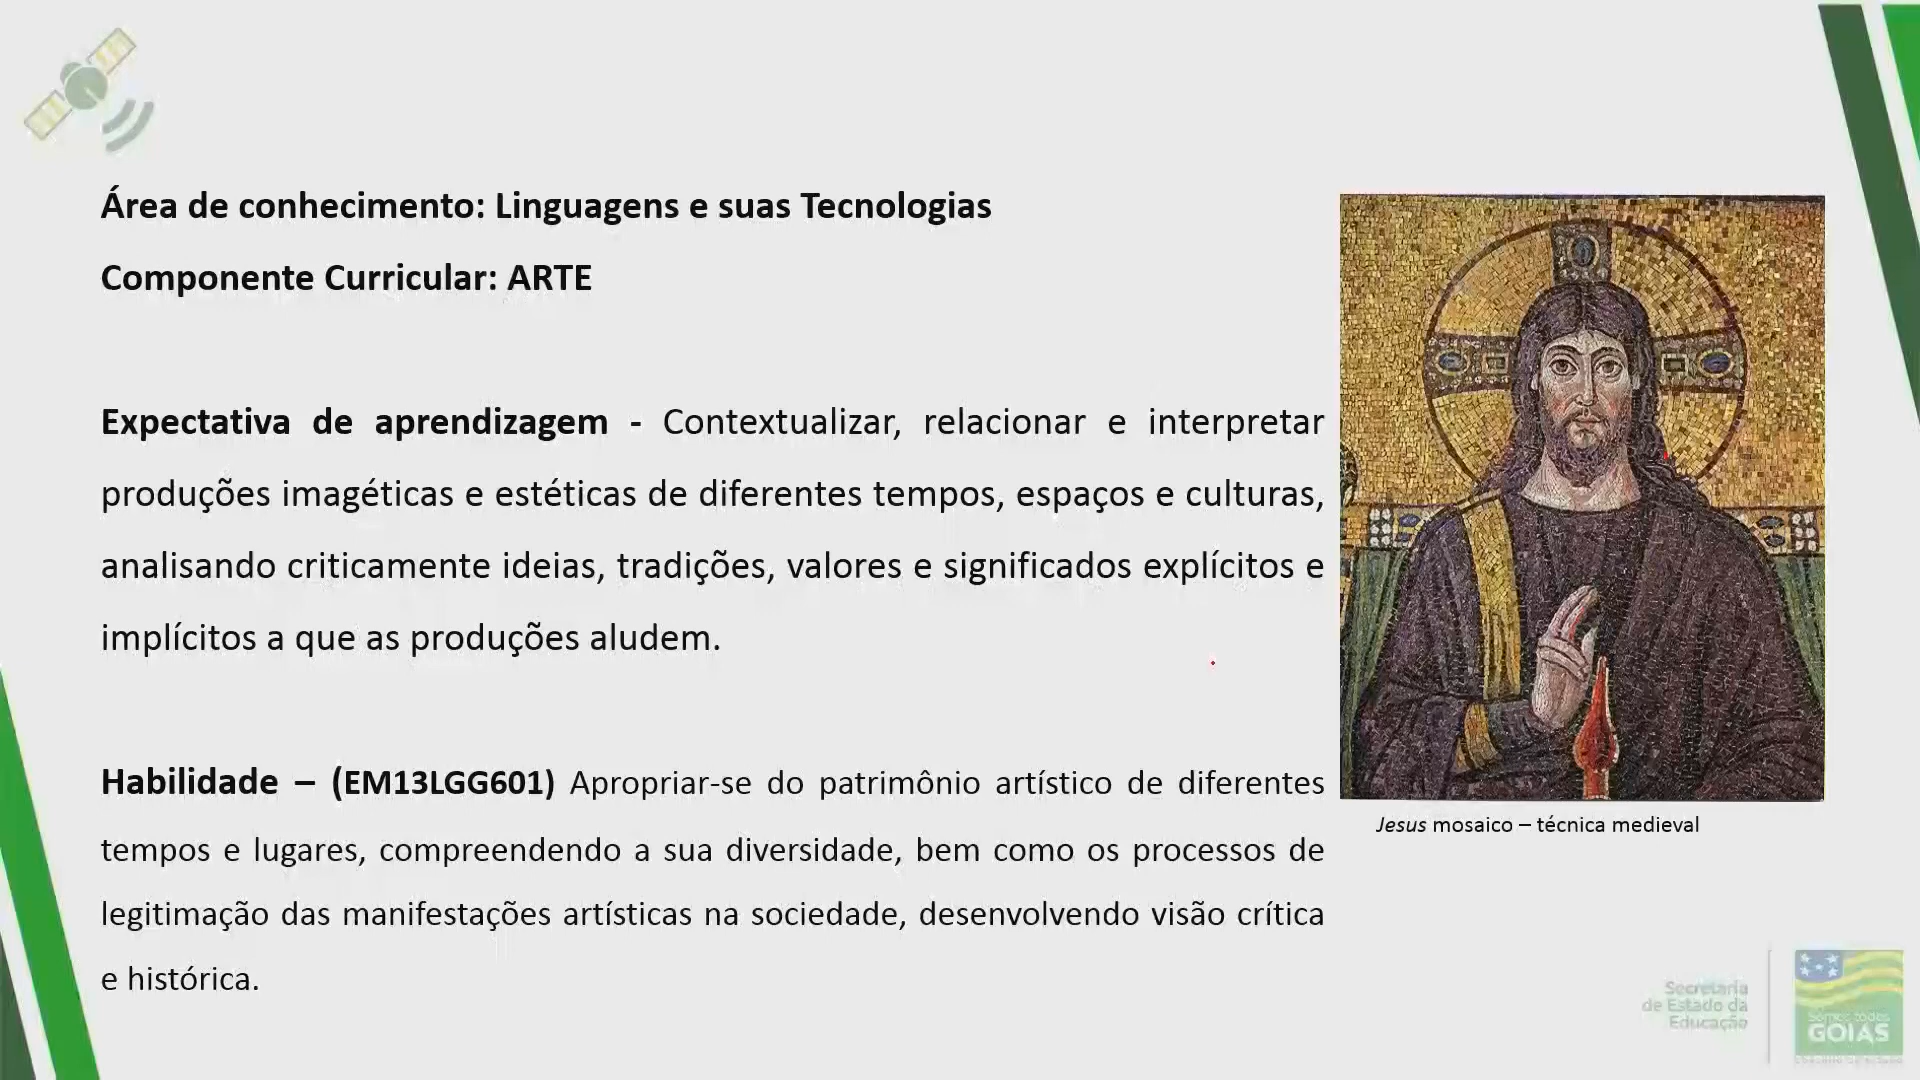 Área de conhecimento: Linguagens e suas Tecnologias
Componente Curricular: ARTE
Expectativa de aprendizagem - Contextualizar, relacionar e interpretar
produções imagéticas e estéticas de diferentes tempos, espaços e culturas,
analisando criticamente ideias, tradições, valores e significados explícitos e
implícitos a que as produções aludem.
Habilidade – (EM13LGG601) Apropriar-se do patrimônio artístico de diferentes
tempos e lugares, compreendendo a sua diversidade, bem como os processos de
legitimação das manifestações artísticas na sociedade, desenvolvendo visão crítica
e histórica.
Jesus mosaico – técnica medieval
Secretaria
de Estado da
Educação
Somos todos
GOIÁS